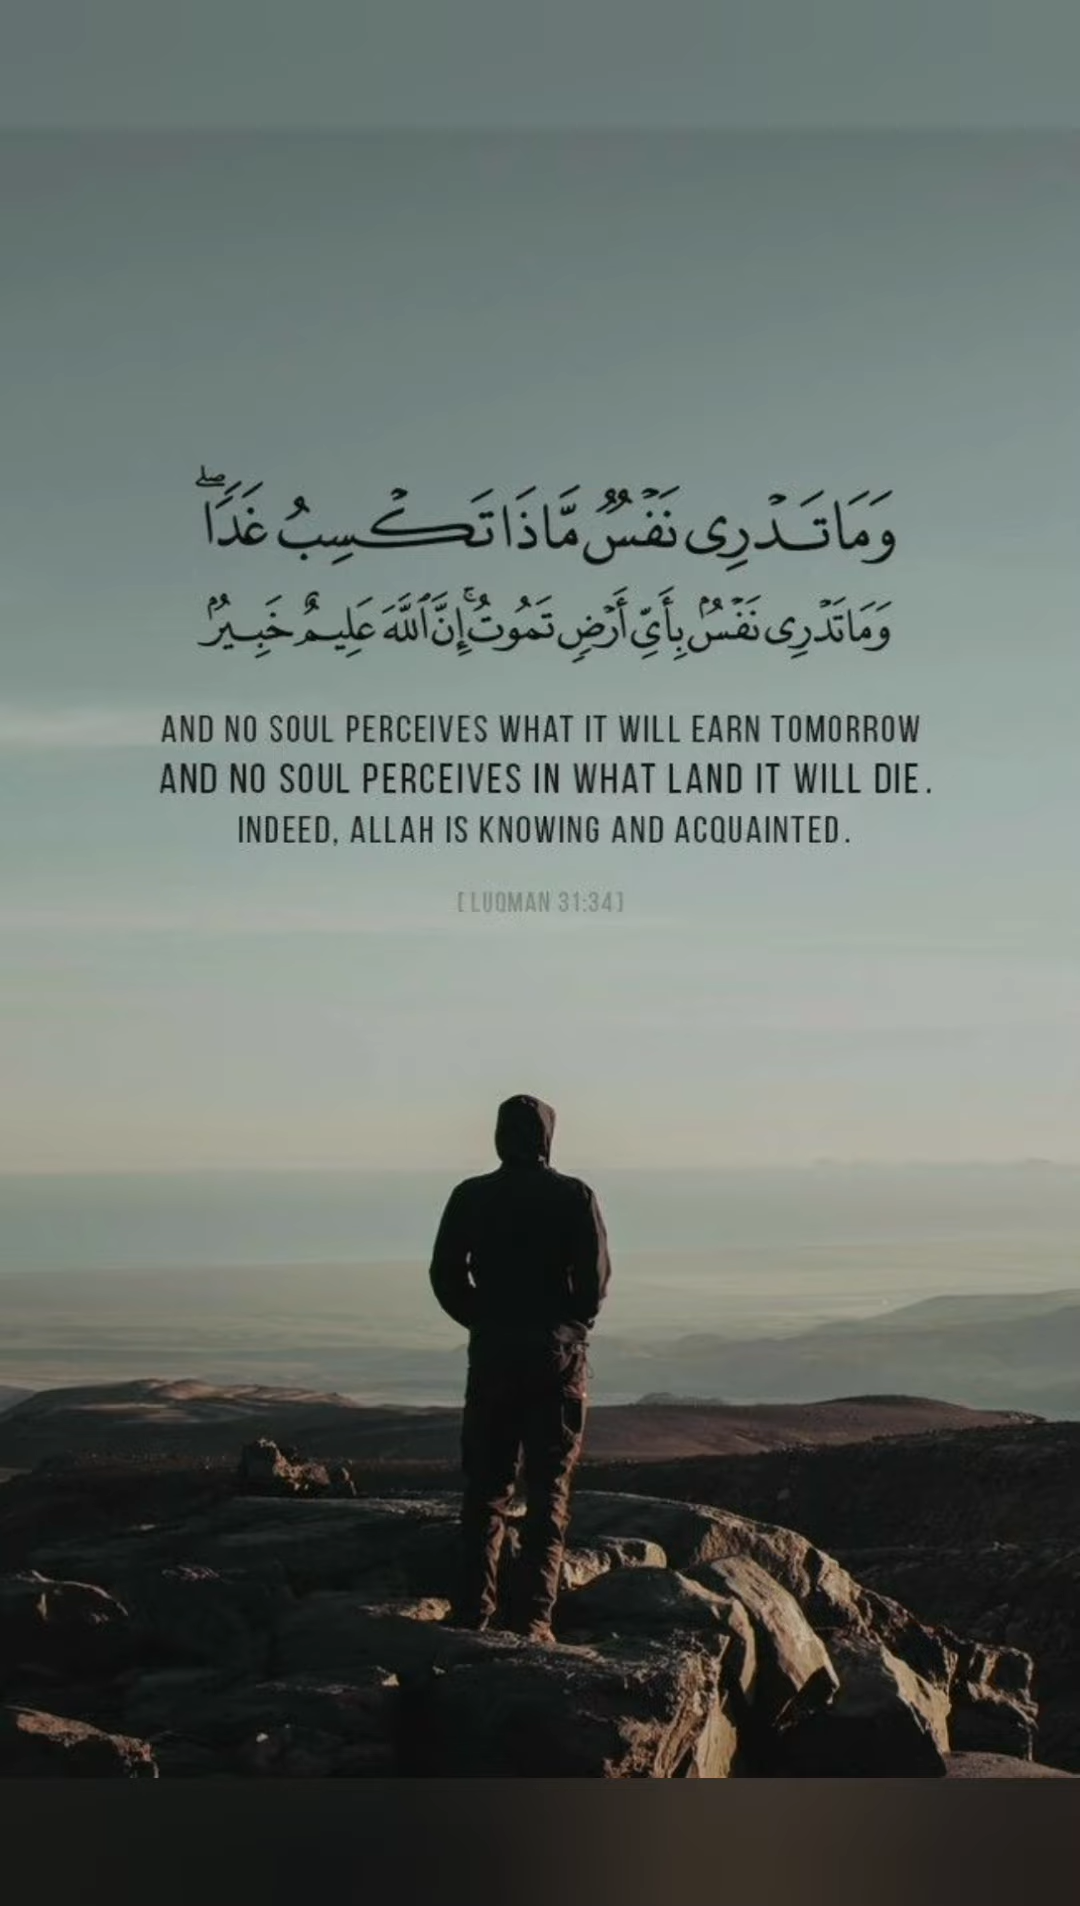 وَمَا تَدْرِى نَفْسٌ مَّاذَا تَكْسِبُ غَدًا ۖ
وَمَا تَدْرِى نَفْسٌۢ بِأَىِّ أَرْضٍ تَمُوتُ ۚ إِنَّ ٱللَّهَ عَلِيمٌ خَبِيرٌۢ
AND NO SOUL PERCEIVES WHAT IT WILL EARN TOMORROW
AND NO SOUL PERCEIVES IN WHAT LAND IT WILL DIE.
INDEED, ALLAH IS KNOWING AND ACQUAINTED.
[LUQMAN 31:34]